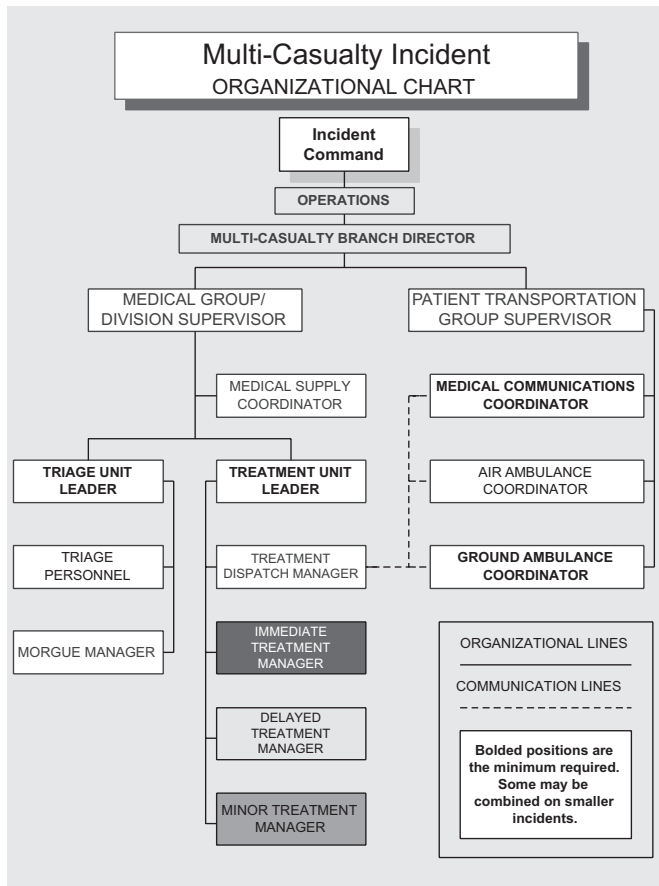 Multi-Casualty Incident
ORGANIZATIONAL CHART
Incident
Command
OPERATIONS
MULTI-CASUALTY BRANCH DIRECTOR
MEDICAL GROUP/
DIVISION SUPERVISOR
PATIENT TRANSPORTATION
GROUP SUPERVISOR
MEDICAL SUPPLY
COORDINATOR
MEDICAL COMMUNICATIONS
COORDINATOR
TRIAGE UNIT
LEADER
TREATMENT UNIT
LEADER
AIR AMBULANCE
COORDINATOR
TRIAGE
PERSONNEL
TREATMENT
DISPATCH MANAGER
GROUND AMBULANCE
COORDINATOR
MORGUE MANAGER
IMMEDIATE
TREATMENT
MANAGER
DELAYED
TREATMENT
MANAGER
MINOR TREATMENT
MANAGER
ORGANIZATIONAL LINES
COMMUNICATION LINES
Bolded positions are
the minimum required.
Some may be
combined on smaller
incidents.